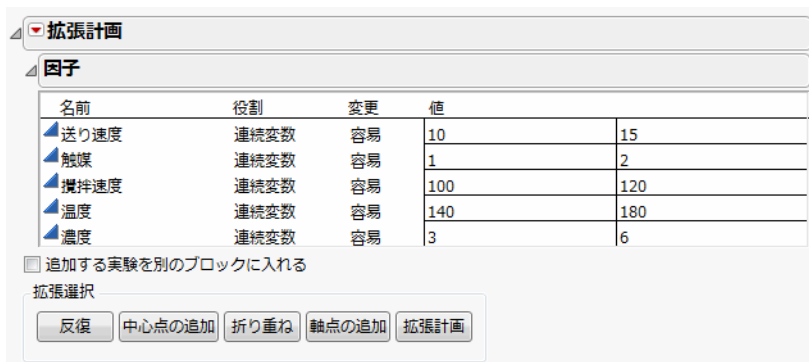 拡張計画
因子
名前 役割 変更 値
送り速度 連続変数 容易 10 15
触媒 連続変数 容易 1 2
攪拌速度 連続変数 容易 100 120
温度 連続変数 容易 140 180
濃度 連続変数 容易 3 6
追加する実験を別のブロックに入れる
拡張選択
反復 中心点の追加 折り重ね 軸点の追加 拡張計画